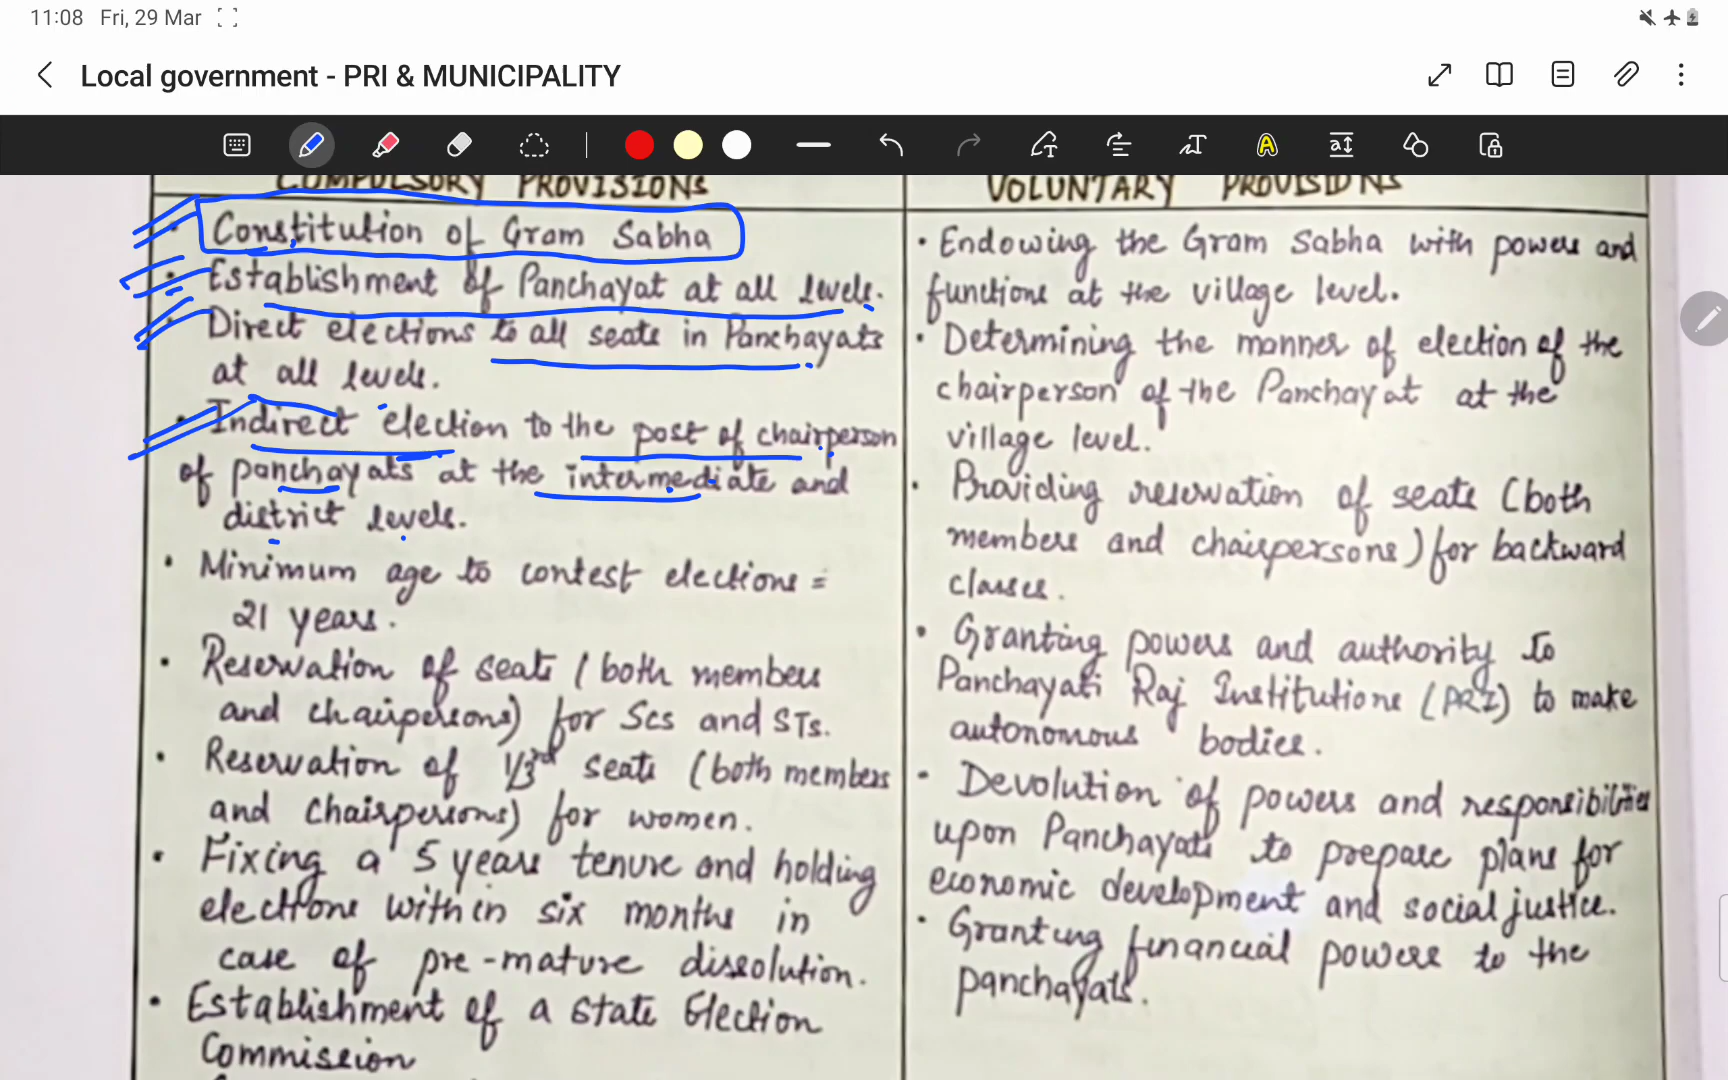 11:08 Fri, 29 Mar
Local government - PRI & MUNICIPALITY
COMPULSORY PROVISIONS
• Constitution of Gram Sabha
• Establishment of Panchayat at all levels.
• Direct elections to all seats in Panchayats
at all levels.
• Indirect election to the post of chairperson
of panchayats at the intermediate and
district levels.
• Minimum age to contest elections =
21 years.
• Reservation of seats (both members
and chairpersons) for SCs and STs.
• Reservation of 1/3rd seats (both members
and Chairpersons) for women.
• Fixing a 5 years tenure and holding
elections within six months in
case of pre-mature dissolution.
• Establishment of a State Election
Commission
VOLUNTARY PROVISIONS
• Endowing the Gram Sabha with powers and
functions at the village level.
• Determining the manner of election of the
chairperson of the Panchayat at the
village level.
• Providing reservation of seats (both
members and chairpersons) for backward
classes.
• Granting powers and authority to
Panchayati Raj Institutions (PRI) to make
autonomous bodies.
• Devolution of powers and responsibilities
upon Panchayats to prepare plans for
economic development and social justice.
• Granting financial powers to the
panchayats.